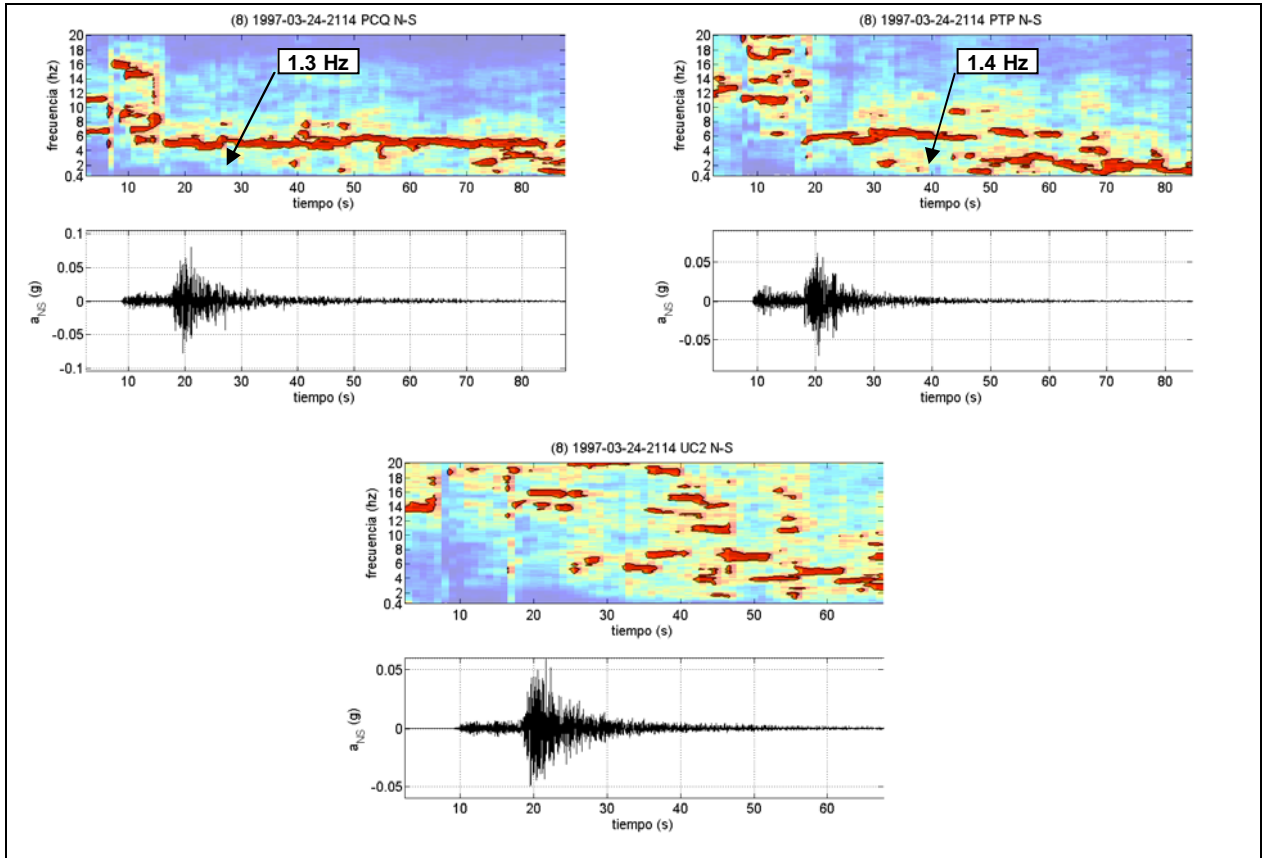 (8) 1997-03-24-2114 PCQ N-S
20
18
16
14
12
10
8
6
4
2
0.4
frecuencia (hz)
1.3 Hz
10 20 30 40 50 60 70 80
tiempo (s)
0.1
0.05
0
-0.05
-0.1
aNS (g)
10 20 30 40 50 60 70 80
tiempo (s)
(8) 1997-03-24-2114 PTP N-S
20
18
16
14
12
10
8
6
4
2
0.4
frecuencia (hz)
1.4 Hz
10 20 30 40 50 60 70 80
tiempo (s)
0.05
0
-0.05
aNS (g)
10 20 30 40 50 60 70 80
tiempo (s)
(8) 1997-03-24-2114 UC2 N-S
20
18
16
14
12
10
8
6
4
2
0.4
frecuencia (hz)
10 20 30 40 50 60
tiempo (s)
0.05
0
-0.05
aNS (g)
10 20 30 40 50 60
tiempo (s)